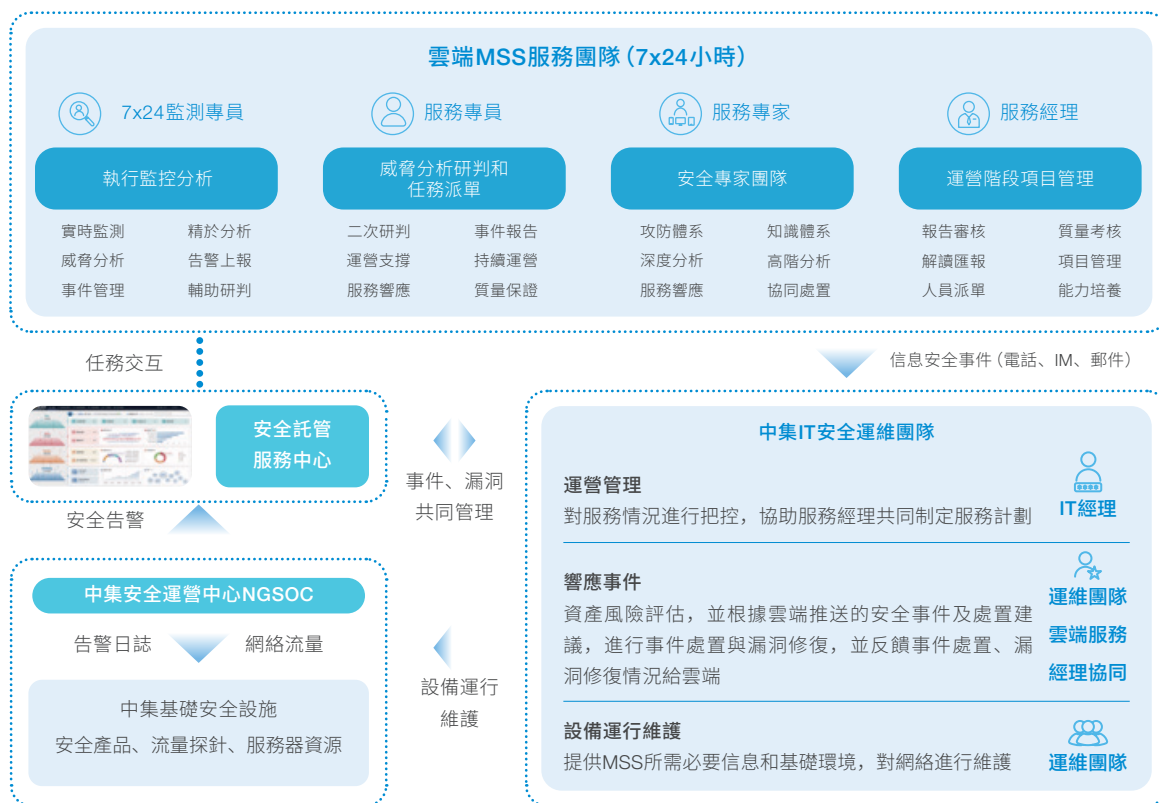 雲端MSS服務團隊（7x24小時）
7x24監測專員
執行監控分析
實時監測 精於分析
威脅分析 告警上報
事件管理 輔助研判
服務專員
威脅分析研判和
任務派單
二次研判 事件報告
運營支撐 持續運營
服務響應 質量保證
服務專家
安全專家團隊
攻防體系 知識體系
深度分析 高階分析
服務響應 協同處置
服務經理
運營階段項目管理
報告審核 質量考核
解讀匯報 項目管理
人員派單 能力培養
任務交互
信息安全事件（電話、IM、郵件）
安全託管
服務中心
安全告警
事件、漏洞
共同管理
中集安全運營中心NGSOC
告警日誌 網絡流量
中集基礎安全設施
安全產品、流量探針、服務器資源
設備運行
維護
中集IT安全運維團隊
運營管理
對服務情況進行把控，協助服務經理共同制定服務計劃
IT經理
響應事件
資產風險評估，並根據雲端推送的安全事件及處置建
議，進行事件處置與漏洞修復，並反饋事件處置、漏
洞修復情況給雲端
運維團隊
雲端服務
經理協同
設備運行維護
提供MSS所需必要信息和基礎環境，對網絡進行維護
運維團隊